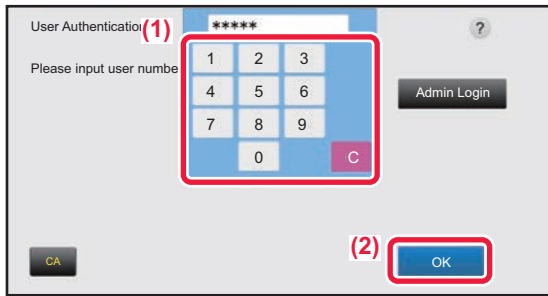 User Authentication
(1)
*****
?
Please input user numbe
1 2 3
4 5 6
Admin Login
7 8 9
0 C
(2)
CA
OK